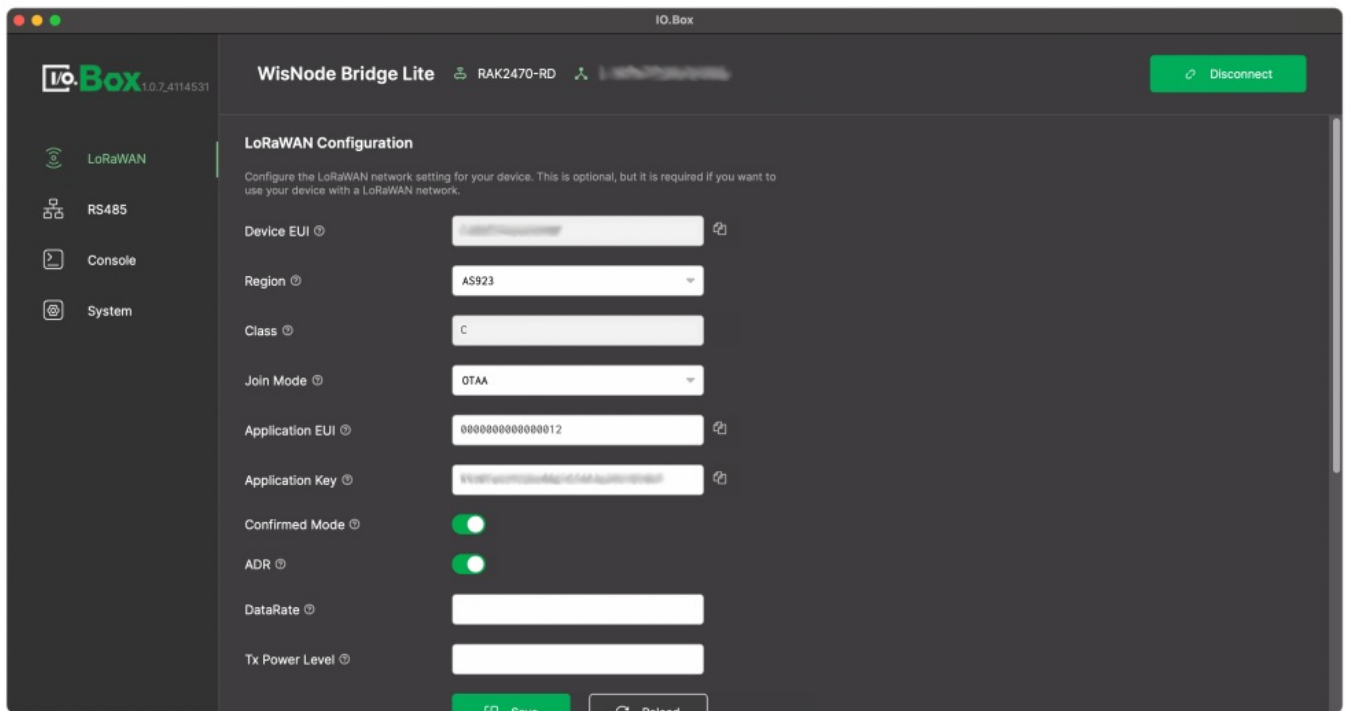 IO.Box
I/O.Box 1.0.7_4114531
WisNode Bridge Lite RAK2470-RD
Disconnect
LoRaWAN
RS485
Console
System
LoRaWAN Configuration
Configure the LoRaWAN network setting for your device. This is optional, but it is required if you want to
use your device with a LoRaWAN network.
Device EUI
Region AS923
Class C
Join Mode OTAA
Application EUI 0000000000000012
Application Key
Confirmed Mode
ADR
DataRate
Tx Power Level
Save Reload